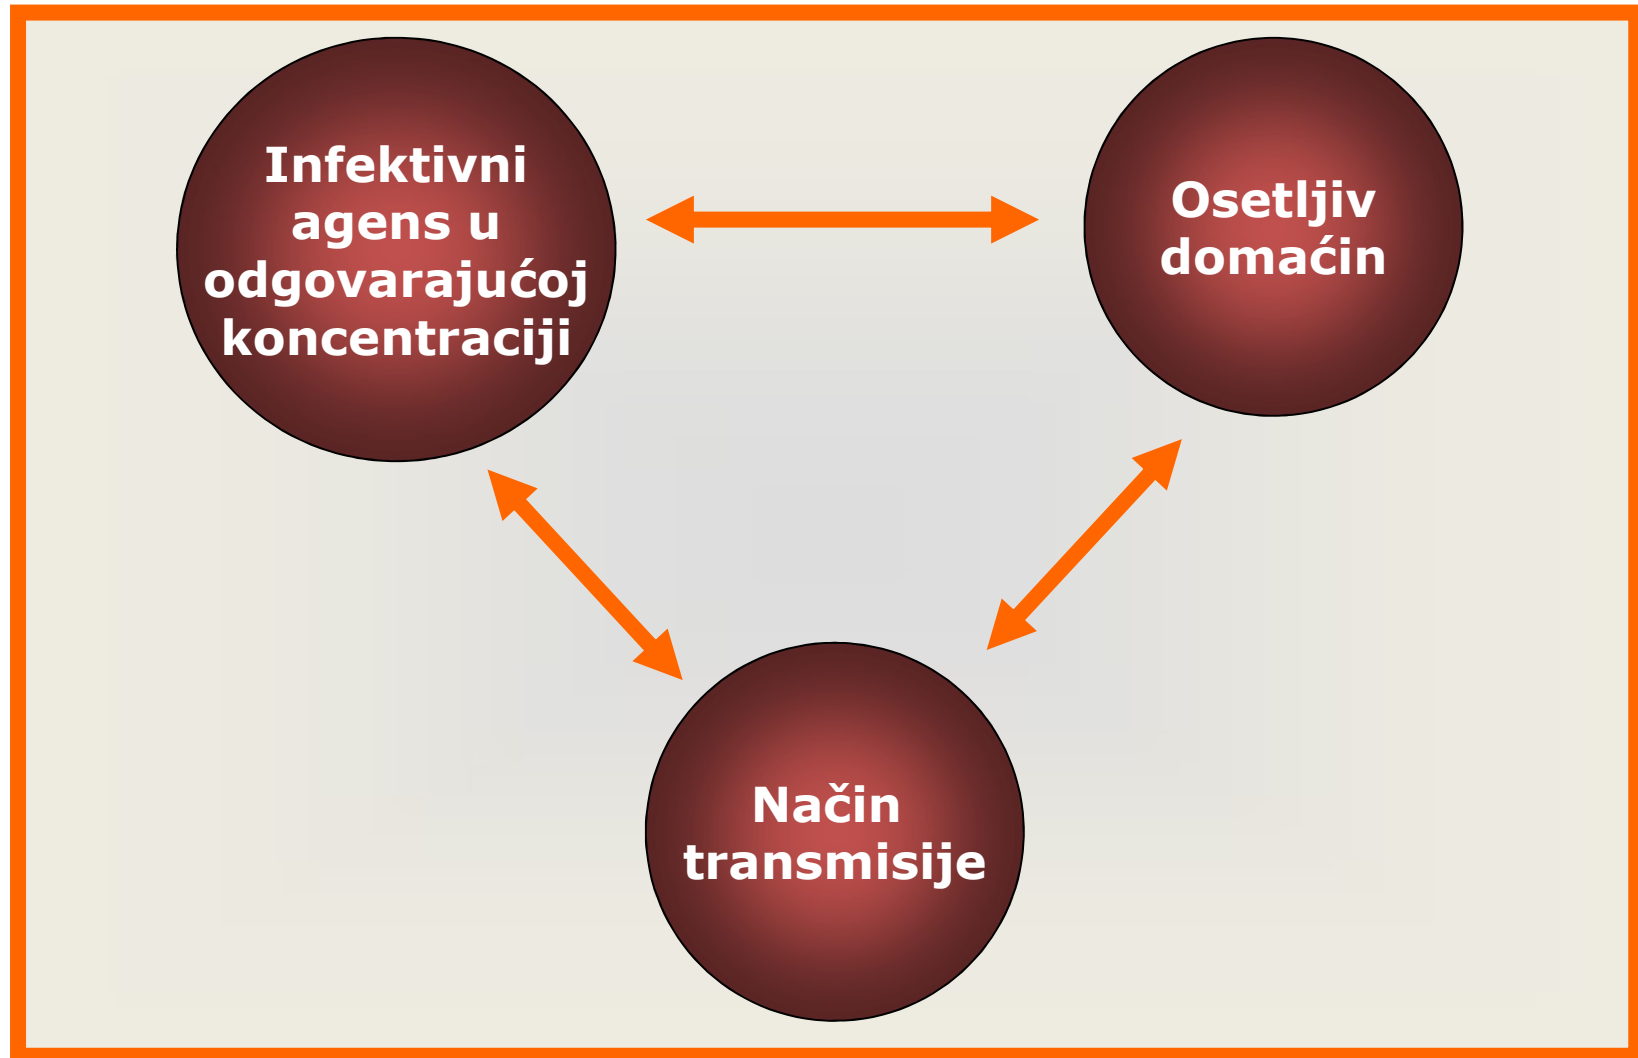 Infektivni
agens u
odgovarajućoj
koncentraciji
Osetljiv
domaćin
Način
transmisije